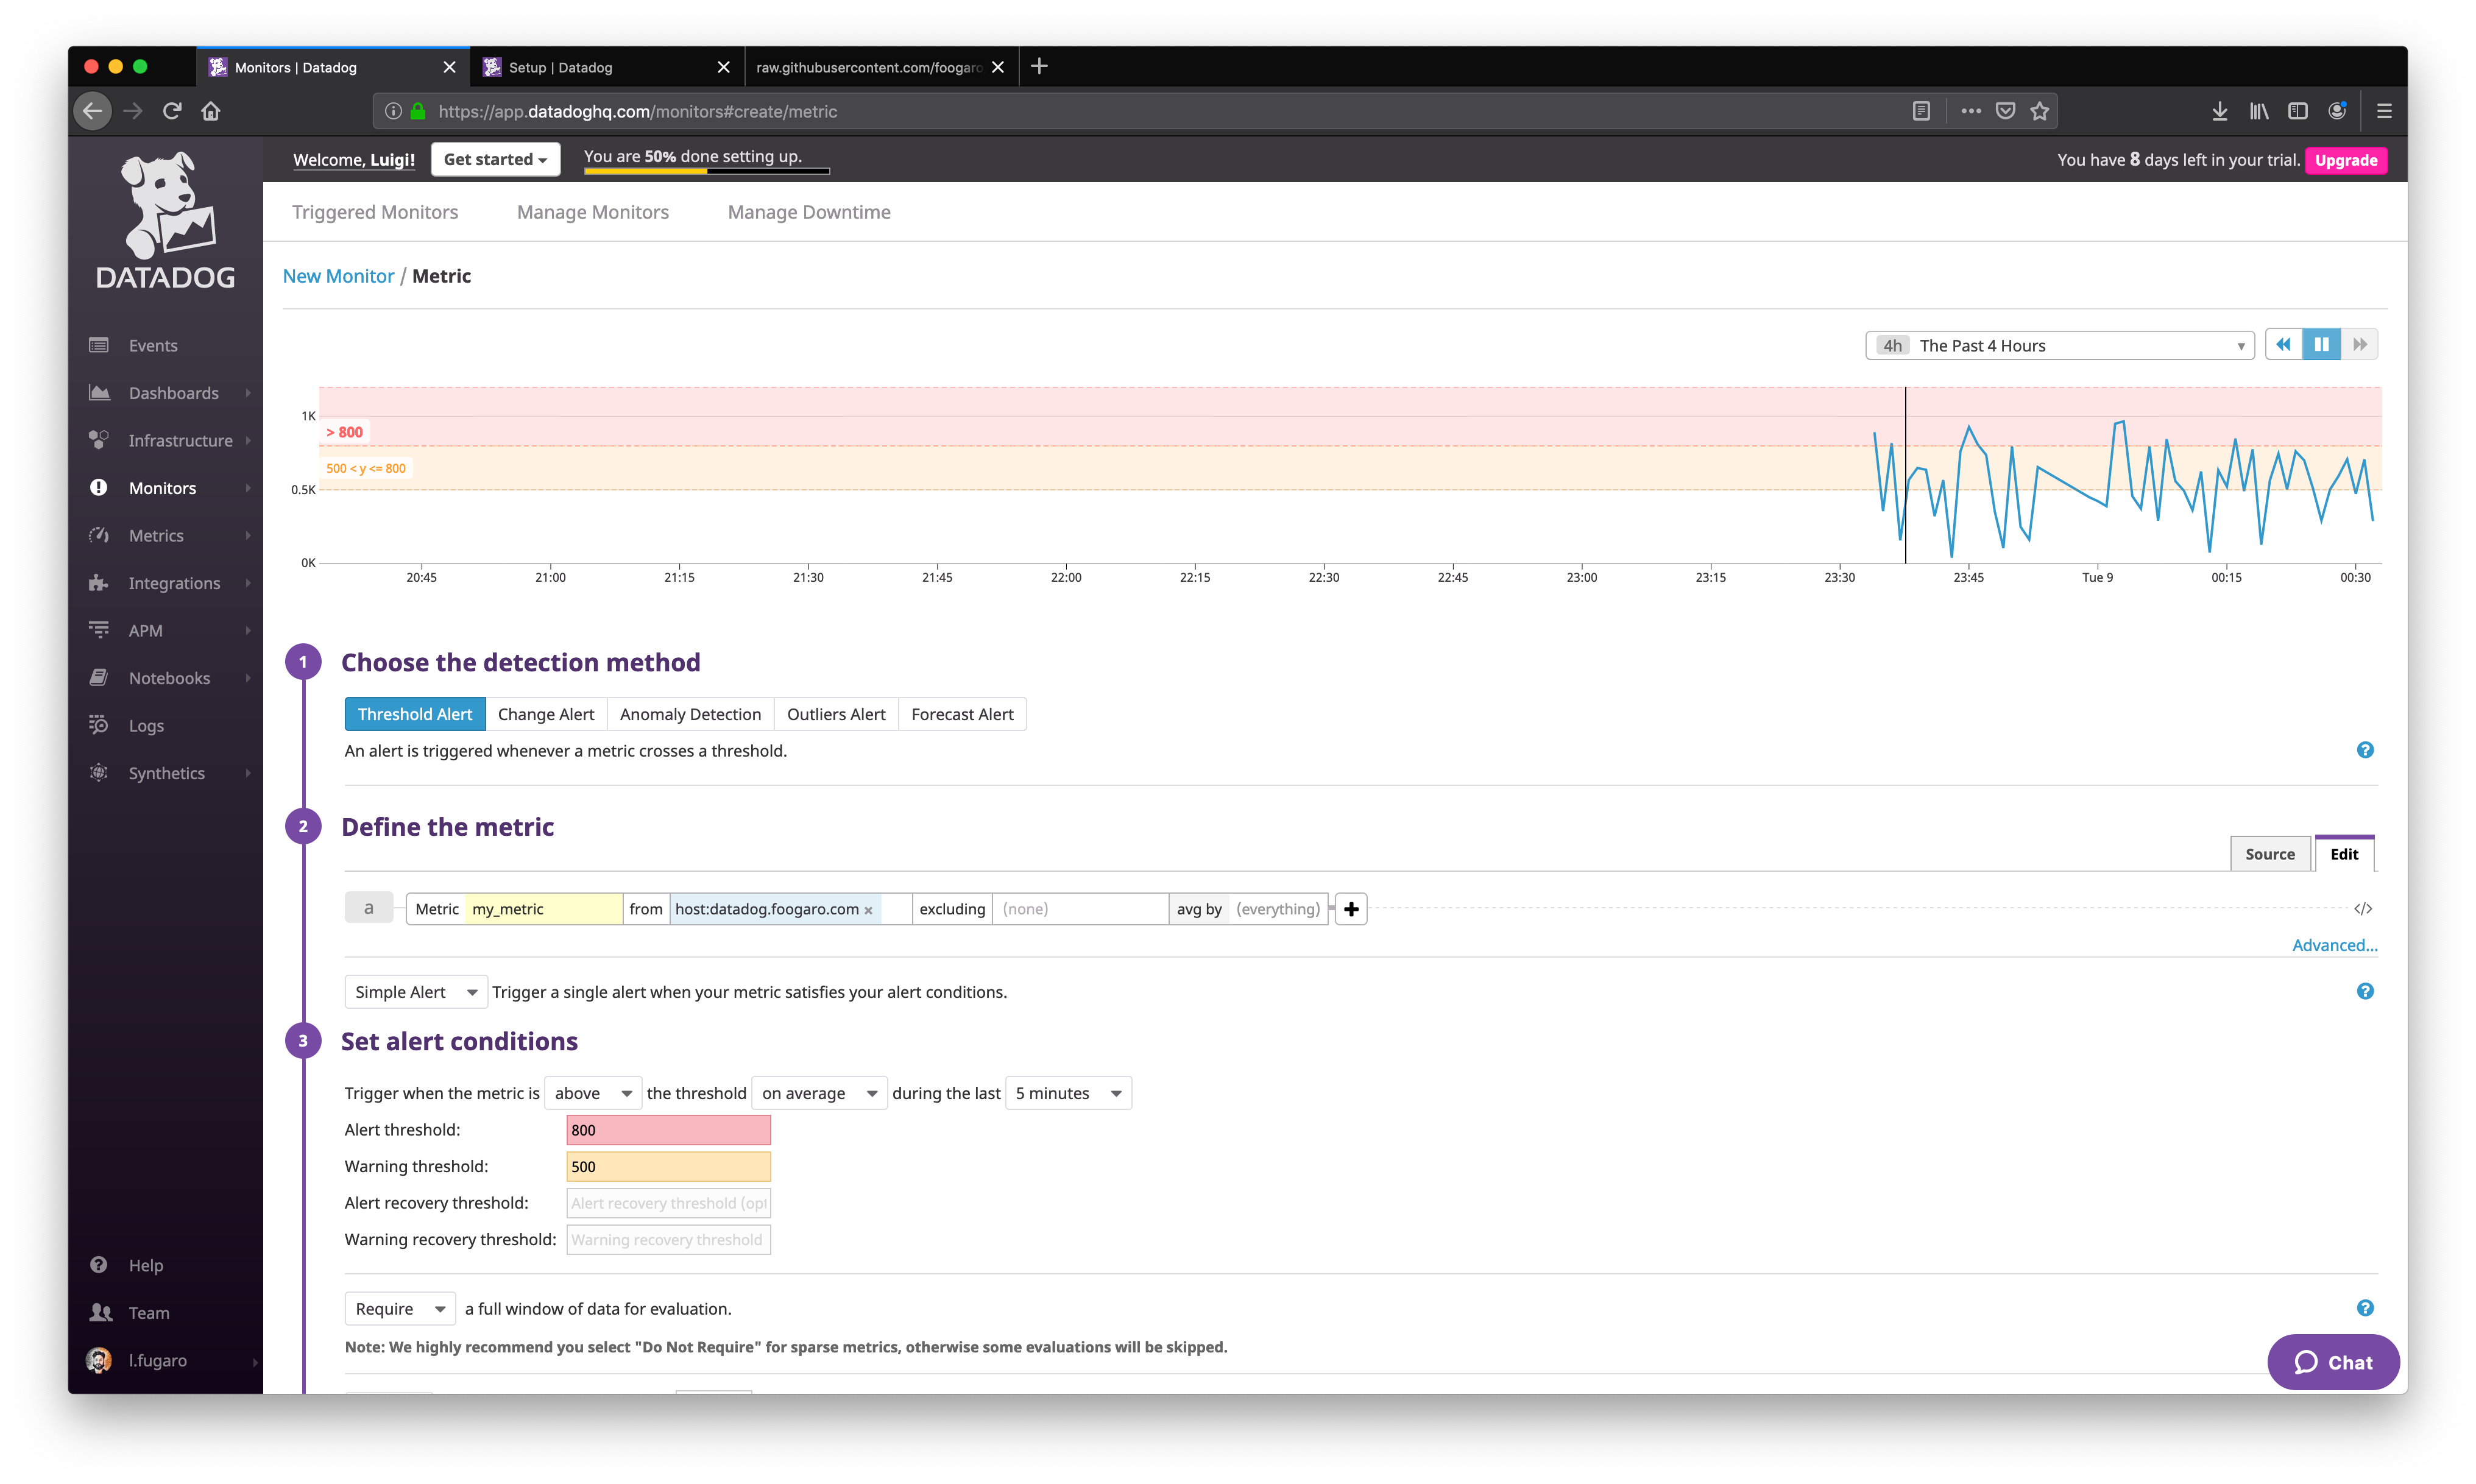 Monitors | Datadog
Setup | Datadog
raw.githubusercontent.com/foogaro
https://app.datadoghq.com/monitors#create/metric
DATADOG
Welcome, Luigi!
Get started
You are 50% done setting up.
You have 8 days left in your trial.
Upgrade
Triggered Monitors
Manage Monitors
Manage Downtime
New Monitor / Metric
Events
Dashboards
Infrastructure
Monitors
Metrics
Integrations
APM
Notebooks
Logs
Synthetics
Help
Team
l.fugaro
4h The Past 4 Hours
1K
> 800
500 < y <= 800
0.5K
0K
20:45 21:00 21:15 21:30 21:45 22:00 22:15 22:30 22:45 23:00 23:15 23:30 23:45 Tue 9 00:15 00:30
1 Choose the detection method
Threshold Alert Change Alert Anomaly Detection Outliers Alert Forecast Alert
An alert is triggered whenever a metric crosses a threshold.
?
2 Define the metric
Source Edit
a Metric my_metric from host:datadog.foogaro.com × excluding (none) avg by (everything) + </>
Advanced...
Simple Alert Trigger a single alert when your metric satisfies your alert conditions.
?
3 Set alert conditions
Trigger when the metric is above the threshold on average during the last 5 minutes
Alert threshold: 800
Warning threshold: 500
Alert recovery threshold: Alert recovery threshold (opt
Warning recovery threshold: Warning recovery threshold
Require a full window of data for evaluation.
?
Note: We highly recommend you select "Do Not Require" for sparse metrics, otherwise some evaluations will be skipped.
Chat